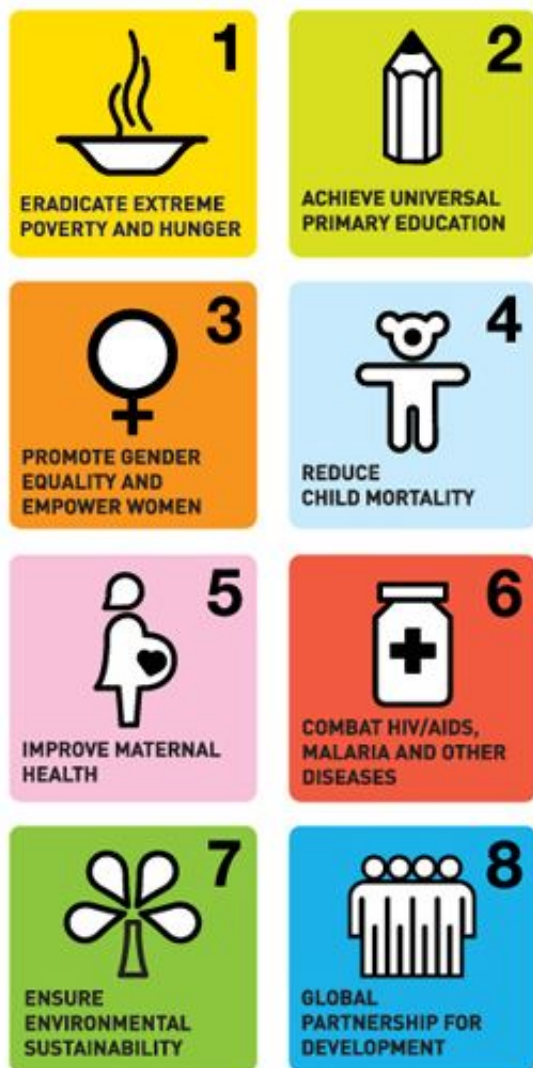 1
ERADICATE EXTREME
POVERTY AND HUNGER
2
ACHIEVE UNIVERSAL
PRIMARY EDUCATION
3
PROMOTE GENDER
EQUALITY AND
EMPOWER WOMEN
4
REDUCE
CHILD MORTALITY
5
IMPROVE MATERNAL
HEALTH
6
COMBAT HIV/AIDS,
MALARIA AND OTHER
DISEASES
7
ENSURE
ENVIRONMENTAL
SUSTAINABILITY
8
GLOBAL
PARTNERSHIP FOR
DEVELOPMENT